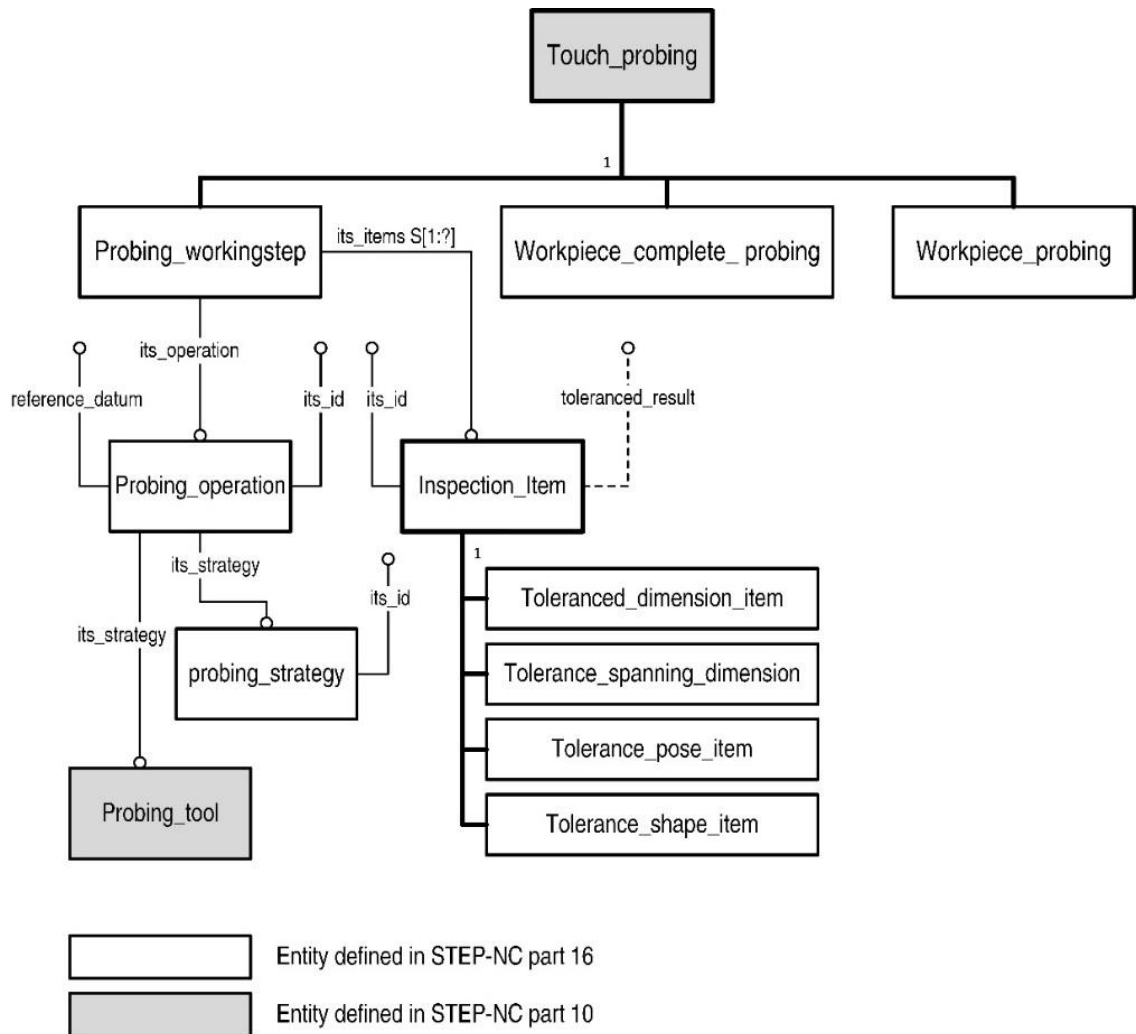 Touch_probing
1
Probing_workingstep
its_items S[1:?]
Workpiece_complete_ probing
Workpiece_probing
its_operation
reference_datum
its_id
its_id
toleranced_result
Probing_operation
Inspection_Item
its_strategy
1
its_id
Toleranced_dimension_item
its_strategy
probing_strategy
Tolerance_spanning_dimension
Tolerance_pose_item
Probing_tool
Tolerance_shape_item
Entity defined in STEP-NC part 16
Entity defined in STEP-NC part 10